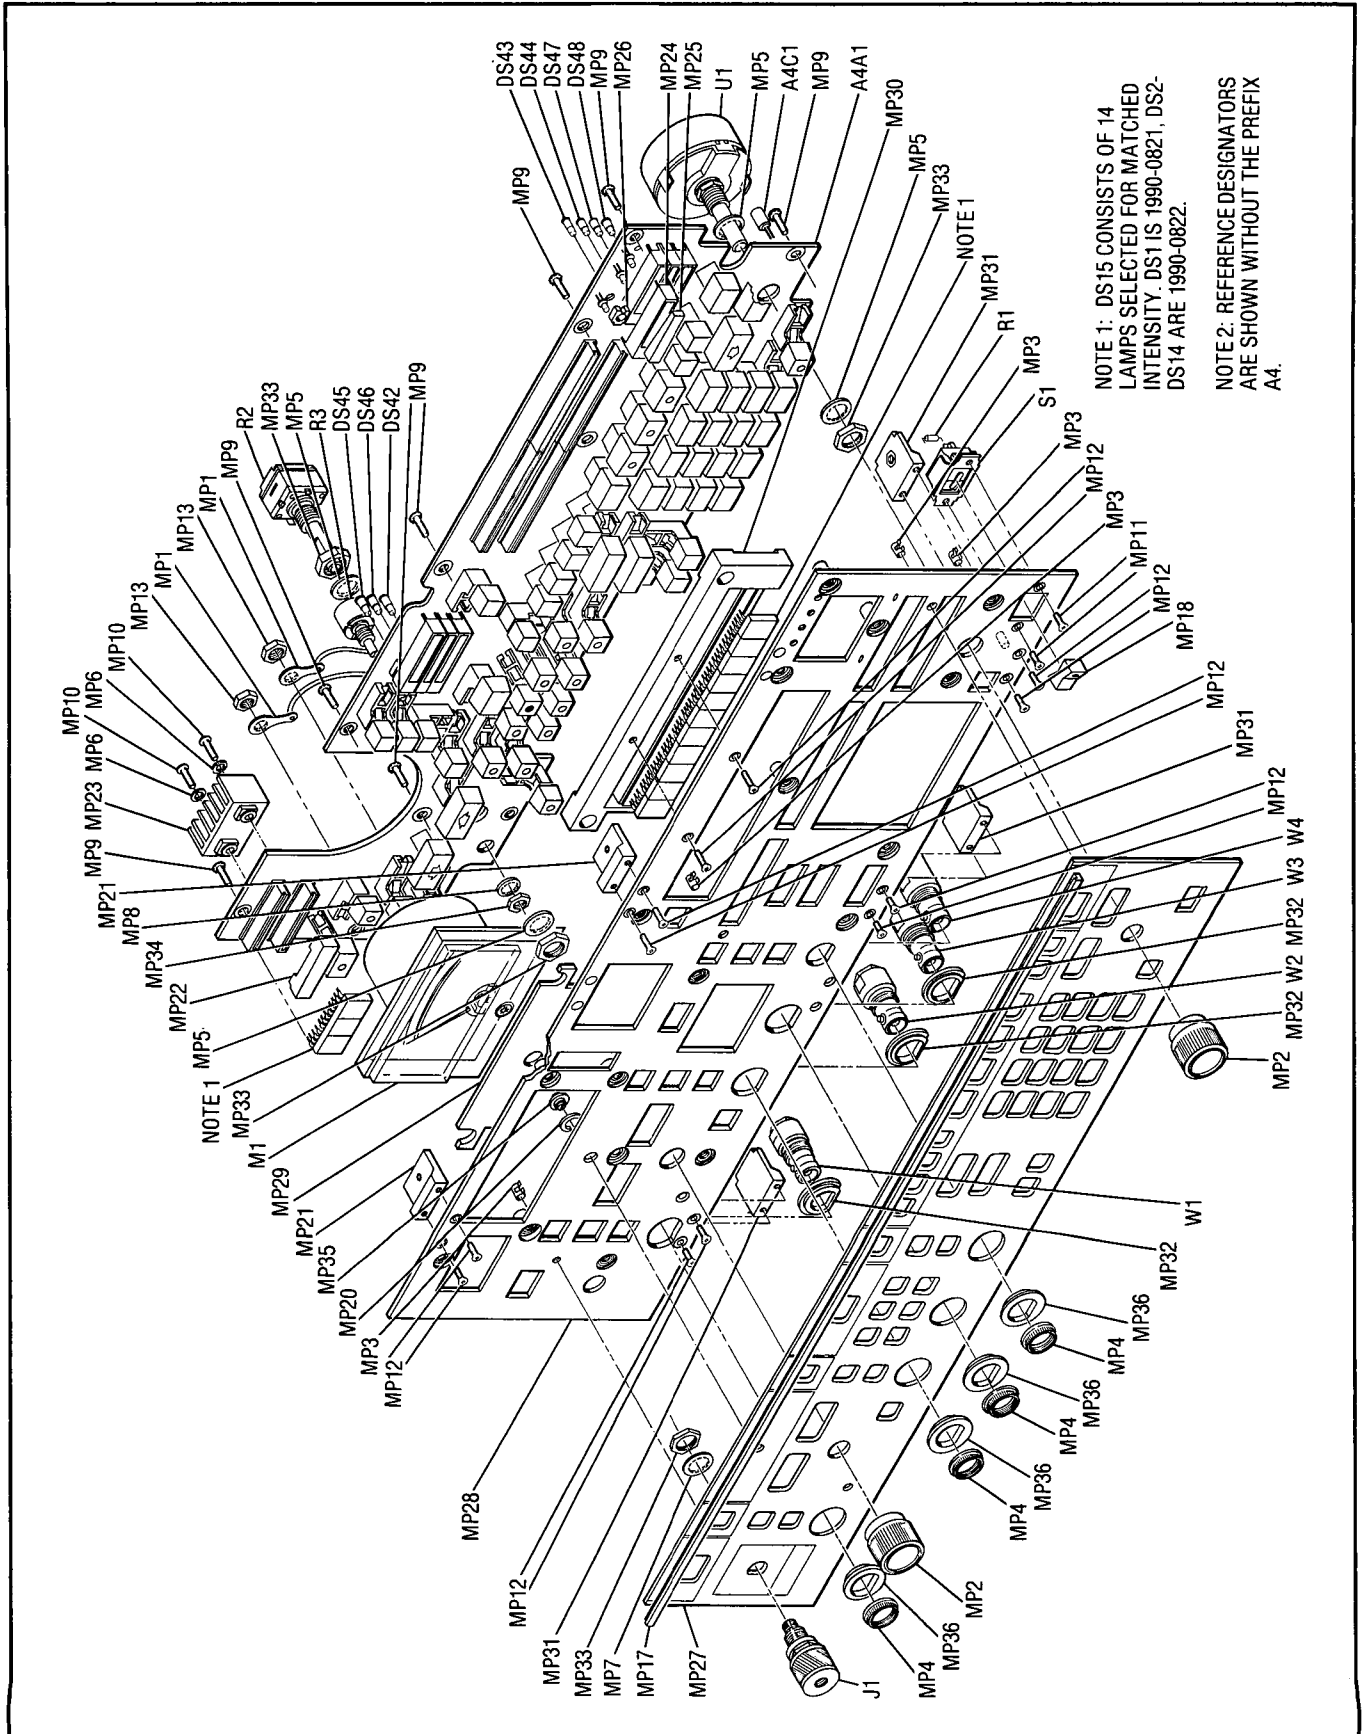 DS43
DS44
DS47
DS48
MP9
MP26
MP24
MP25
U1
MP5
A4C1
MP9
A4A1
MP30
MP5
MP33
NOTE 1
MP31
R1
MP3
S1
MP3
MP12
MP3
MP11
MP12
MP18
MP12
MP31
MP12
MP12
W4
W3
MP32
W2
MP32
MP2
W1
MP32
MP36
MP4
MP36
MP4
MP36
MP4
MP2
MP36
MP4
J1
MP27
MP17
MP7
MP33
MP31
MP12
MP28
MP12
MP3
MP20
MP35
MP21
MP29
M1
MP33
NOTE 1
MP5
MP22
MP34
MP8
MP21
MP9
MP23
MP6
MP10
MP6
MP10
MP1
MP13
MP13
MP1
MP9
R2
MP33
MP5
R3
DS45
DS46
DS42
MP9
MP9
NOTE 1: DS15 CONSISTS OF 14
LAMPS SELECTED FOR MATCHED
INTENSITY. DS1 IS 1990-0821, DS2-
DS14 ARE 1990-0822.
NOTE 2: REFERENCE DESIGNATORS
ARE SHOWN WITHOUT THE PREFIX
A4.